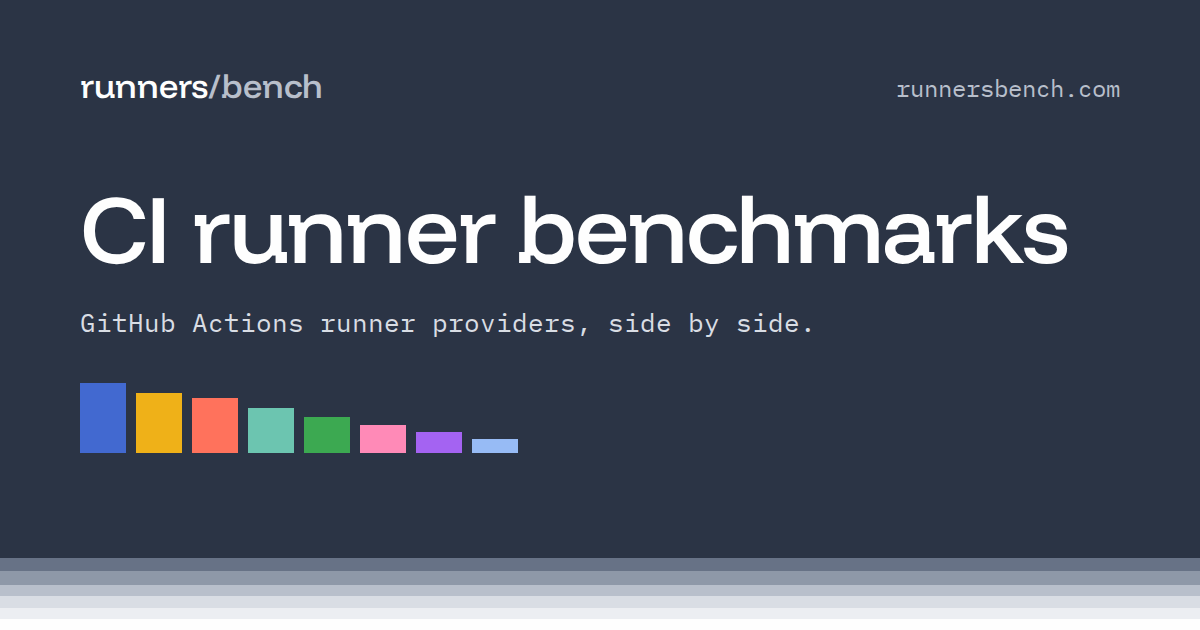 runners/bench
runnersbench.com
CI runner benchmarks
GitHub Actions runner providers, side by side.